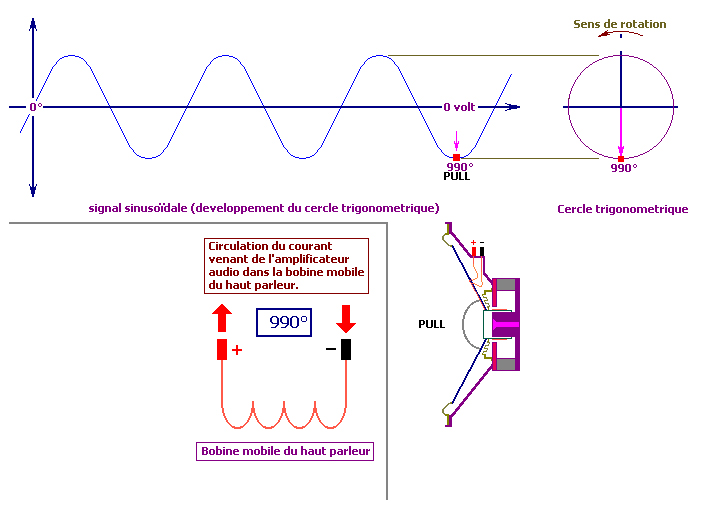 Sens de rotation
0°
0 volt
990°
PULL
990°
signal sinusoïdale (developpement du cercle trigonometrique)
Cercle trigonometrique
Circulation du courant
venant de l'amplificateur
audio dans la bobine mobile
du haut parleur.
990°
+
−
+ −
PULL
Bobine mobile du haut parleur